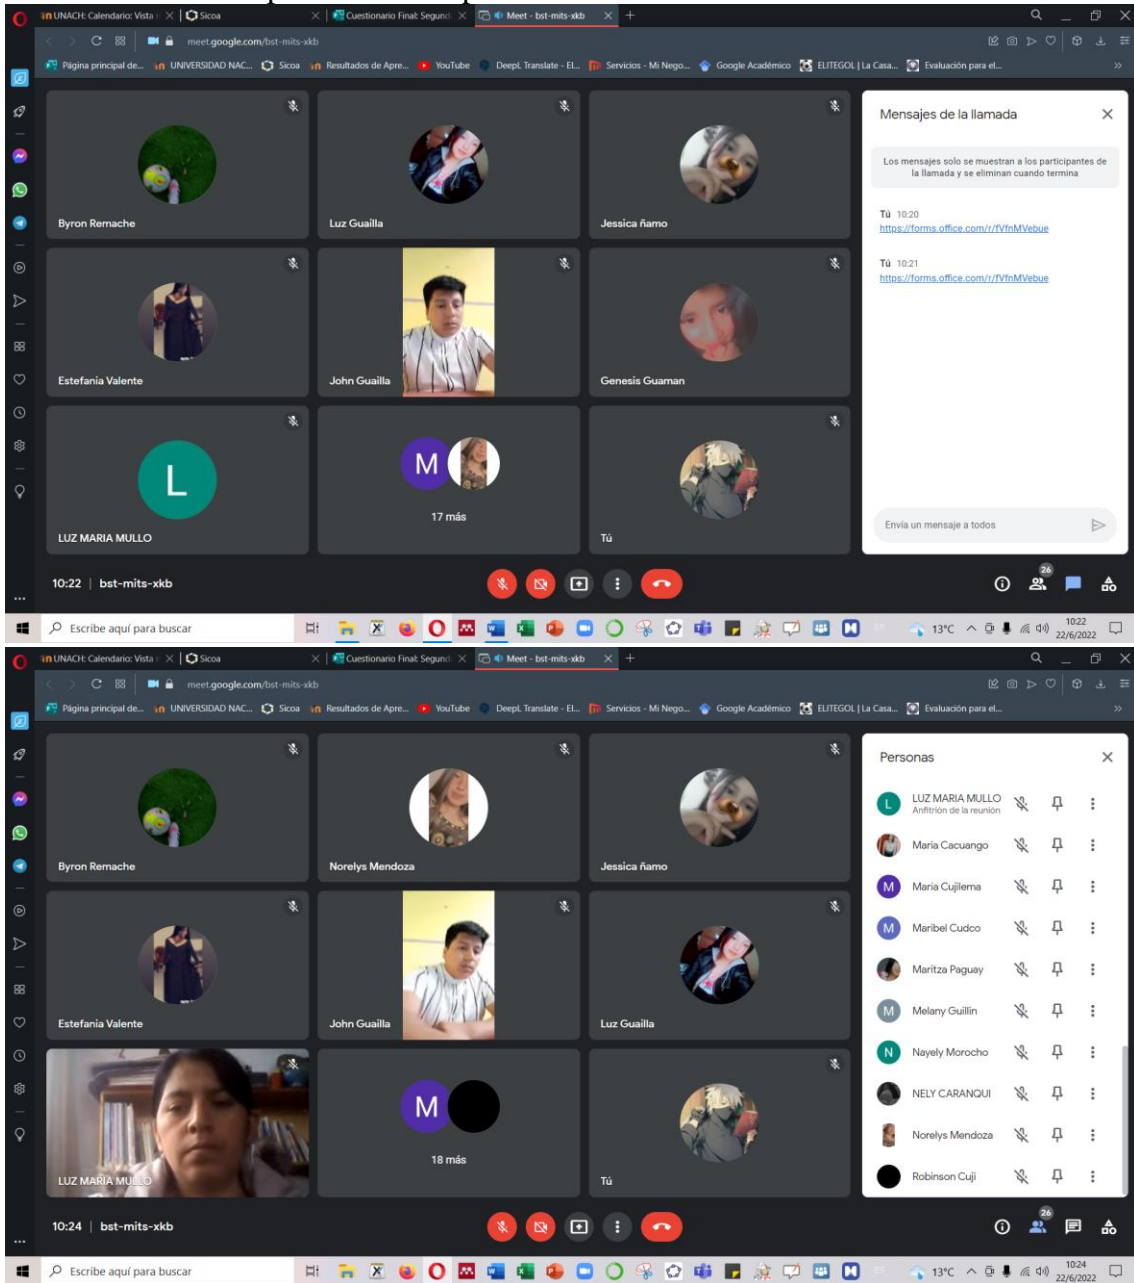 UNACH: Calendario: Vista
Sicoa
Cuestionario Final: Segund
Meet - bst-mits-xkb
meet.google.com/bst-mits-xkb
Página principal de...
UNIVERSIDAD NAC...
Sicoa
Resultados de Apre...
YouTube
DeepL Translate - El...
Servicios - Mi Nego...
Google Académico
ELITEGOL | La Casa...
Evaluación para el...
Byron Remache
Luz Guailla
Jessica ñamo
Estefania Valente
John Guailla
Genesis Guaman
L
LUZ MARIA MULLO
M
17 más
Tú
Mensajes de la llamada
Los mensajes solo se muestran a los participantes de
la llamada y se eliminan cuando termina
Tú 10:20
https://forms.office.com/r/fVfnMVebue
Tú 10:21
https://forms.office.com/r/fVfnMVebue
Envía un mensaje a todos
10:22 | bst-mits-xkb
26
Escribe aquí para buscar
13°C
10:22
22/6/2022
UNACH: Calendario: Vista
Sicoa
Cuestionario Final: Segund
Meet - bst-mits-xkb
meet.google.com/bst-mits-xkb
Página principal de...
UNIVERSIDAD NAC...
Sicoa
Resultados de Apre...
YouTube
DeepL Translate - El...
Servicios - Mi Nego...
Google Académico
ELITEGOL | La Casa...
Evaluación para el...
Byron Remache
Norelys Mendoza
Jessica ñamo
Estefania Valente
John Guailla
Luz Guailla
LUZ MARIA MULLO
M
18 más
Tú
Personas
L
LUZ MARIA MULLO
Anfitrión de la reunión
Maria Cacuango
M
Maria Cujilema
M
Maribel Cudco
Maritza Paguay
M
Melany Guillin
N
Nayely Morocho
NELY CARANQUI
Norelys Mendoza
Robinson Cuji
10:24 | bst-mits-xkb
26
Escribe aquí para buscar
13°C
10:24
22/6/2022